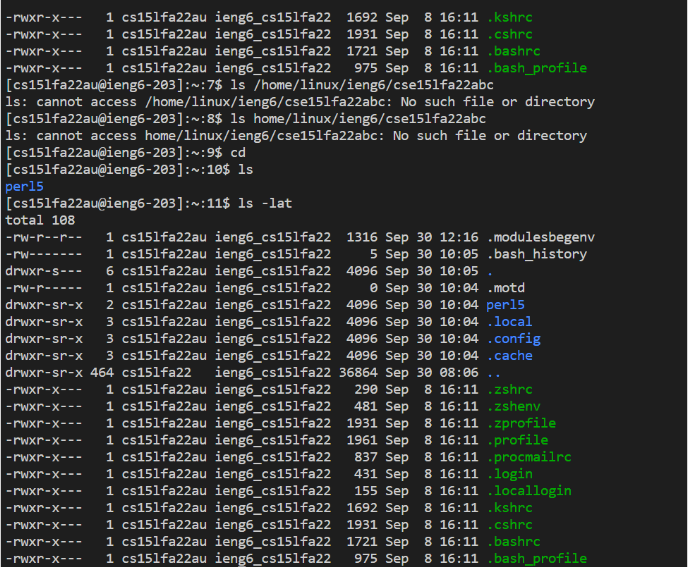 -rwxr-x---   1 cs15lfa22au ieng6_cs15lfa22  1692 Sep  8 16:11 .kshrc
-rwxr-x---   1 cs15lfa22au ieng6_cs15lfa22  1931 Sep  8 16:11 .cshrc
-rwxr-x---   1 cs15lfa22au ieng6_cs15lfa22  1721 Sep  8 16:11 .bashrc
-rwxr-x---   1 cs15lfa22au ieng6_cs15lfa22   975 Sep  8 16:11 .bash_profile
[cs15lfa22au@ieng6-203]:~:7$ ls /home/linux/ieng6/cse15lfa22abc
ls: cannot access /home/linux/ieng6/cse15lfa22abc: No such file or directory
[cs15lfa22au@ieng6-203]:~:8$ ls home/linux/ieng6/cse15lfa22abc
ls: cannot access home/linux/ieng6/cse15lfa22abc: No such file or directory
[cs15lfa22au@ieng6-203]:~:9$ cd
[cs15lfa22au@ieng6-203]:~:10$ ls
perl5
[cs15lfa22au@ieng6-203]:~:11$ ls -lat
total 108
-rw-r--r--   1 cs15lfa22au ieng6_cs15lfa22  1316 Sep 30 12:16 .modulesbegenv
-rw-------   1 cs15lfa22au ieng6_cs15lfa22     5 Sep 30 10:05 .bash_history
drwxr-s---   6 cs15lfa22au ieng6_cs15lfa22  4096 Sep 30 10:05 .
-rw-r-----   1 cs15lfa22au ieng6_cs15lfa22     0 Sep 30 10:04 .motd
drwxr-sr-x   2 cs15lfa22au ieng6_cs15lfa22  4096 Sep 30 10:04 perl5
drwxr-sr-x   3 cs15lfa22au ieng6_cs15lfa22  4096 Sep 30 10:04 .local
drwxr-sr-x   3 cs15lfa22au ieng6_cs15lfa22  4096 Sep 30 10:04 .config
drwxr-sr-x   3 cs15lfa22au ieng6_cs15lfa22  4096 Sep 30 10:04 .cache
drwxr-sr-x 464 cs15lfa22   ieng6_cs15lfa22 36864 Sep 30 08:06 ..
-rwxr-x---   1 cs15lfa22au ieng6_cs15lfa22   290 Sep  8 16:11 .zshrc
-rwxr-x---   1 cs15lfa22au ieng6_cs15lfa22   481 Sep  8 16:11 .zshenv
-rwxr-x---   1 cs15lfa22au ieng6_cs15lfa22  1931 Sep  8 16:11 .zprofile
-rwxr-x---   1 cs15lfa22au ieng6_cs15lfa22  1961 Sep  8 16:11 .profile
-rwxr-x---   1 cs15lfa22au ieng6_cs15lfa22   837 Sep  8 16:11 .procmailrc
-rwxr-x---   1 cs15lfa22au ieng6_cs15lfa22   431 Sep  8 16:11 .login
-rwxr-x---   1 cs15lfa22au ieng6_cs15lfa22   155 Sep  8 16:11 .locallogin
-rwxr-x---   1 cs15lfa22au ieng6_cs15lfa22  1692 Sep  8 16:11 .kshrc
-rwxr-x---   1 cs15lfa22au ieng6_cs15lfa22  1931 Sep  8 16:11 .cshrc
-rwxr-x---   1 cs15lfa22au ieng6_cs15lfa22  1721 Sep  8 16:11 .bashrc
-rwxr-x---   1 cs15lfa22au ieng6_cs15lfa22   975 Sep  8 16:11 .bash_profile